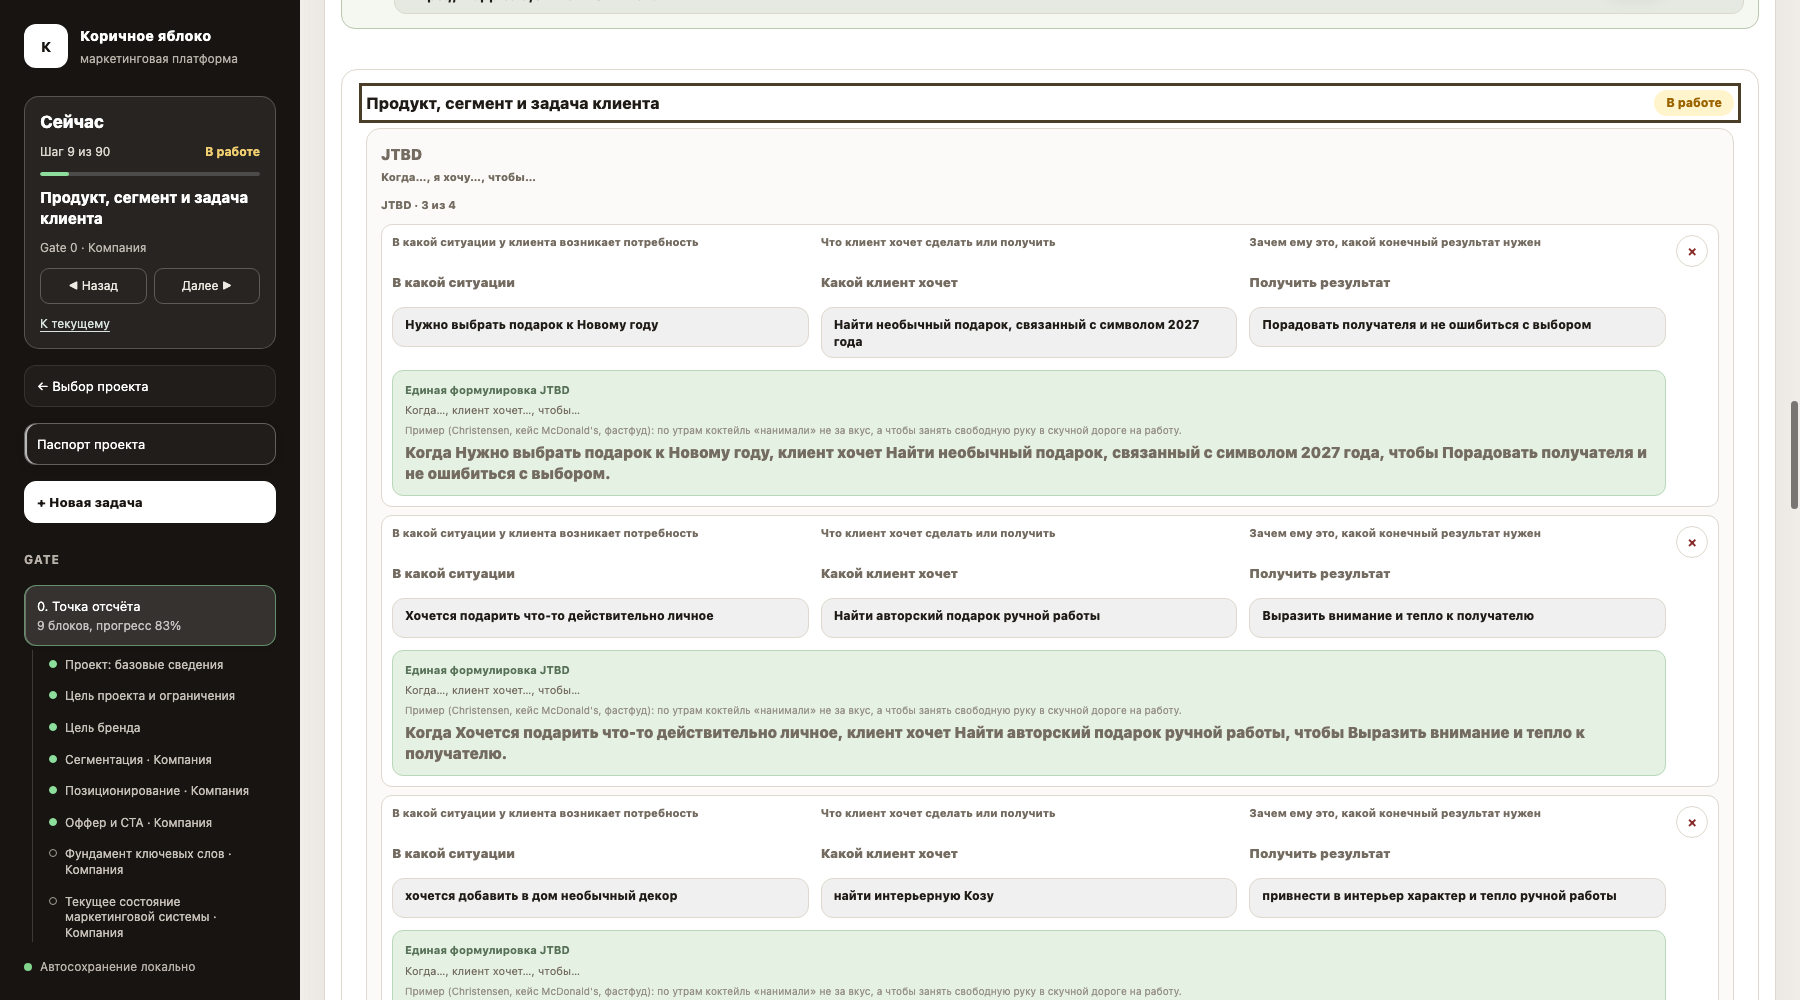 K
Коричное яблоко
маркетинговая платформа
Сейчас
Шаг 9 из 90
В работе
Продукт, сегмент и задача
клиента
Gate 0 · Компания
◀ Назад
Далее ▶
К текущему
← Выбор проекта
Паспорт проекта
+ Новая задача
GATE
0. Точка отсчёта
9 блоков, прогресс 83%
Проект: базовые сведения
Цель проекта и ограничения
Цель бренда
Сегментация · Компания
Позиционирование · Компания
Оффер и CTA · Компания
Фундамент ключевых слов ·
Компания
Текущее состояние
маркетинговой системы ·
Компания
Автосохранение локально
Продукт, сегмент и задача клиента
В работе
JTBD
Когда..., я хочу..., чтобы...
JTBD · 3 из 4
В какой ситуации у клиента возникает потребность
Что клиент хочет сделать или получить
Зачем ему это, какой конечный результат нужен
×
В какой ситуации
Какой клиент хочет
Получить результат
Нужно выбрать подарок к Новому году
Найти необычный подарок, связанный с символом 2027
года
Порадовать получателя и не ошибиться с выбором
Единая формулировка JTBD
Когда..., клиент хочет..., чтобы...
Пример (Christensen, кейс McDonald's, фастфуд): по утрам коктейль «нанимали» не за вкус, а чтобы занять свободную руку в скучной дороге на работу.
Когда Нужно выбрать подарок к Новому году, клиент хочет Найти необычный подарок, связанный с символом 2027 года, чтобы Порадовать получателя и
не ошибиться с выбором.
В какой ситуации у клиента возникает потребность
Что клиент хочет сделать или получить
Зачем ему это, какой конечный результат нужен
×
В какой ситуации
Какой клиент хочет
Получить результат
Хочется подарить что-то действительно личное
Найти авторский подарок ручной работы
Выразить внимание и тепло к получателю
Единая формулировка JTBD
Когда..., клиент хочет..., чтобы...
Пример (Christensen, кейс McDonald's, фастфуд): по утрам коктейль «нанимали» не за вкус, а чтобы занять свободную руку в скучной дороге на работу.
Когда Хочется подарить что-то действительно личное, клиент хочет Найти авторский подарок ручной работы, чтобы Выразить внимание и тепло к
получателю.
В какой ситуации у клиента возникает потребность
Что клиент хочет сделать или получить
Зачем ему это, какой конечный результат нужен
×
В какой ситуации
Какой клиент хочет
Получить результат
хочется добавить в дом необычный декор
найти интерьерную Козу
привнести в интерьер характер и тепло ручной работы
Единая формулировка JTBD
Когда..., клиент хочет..., чтобы...
Пример (Christensen, кейс McDonald's, фастфуд): по утрам коктейль «нанимали» не за вкус, а чтобы занять свободную руку в скучной дороге на работу.